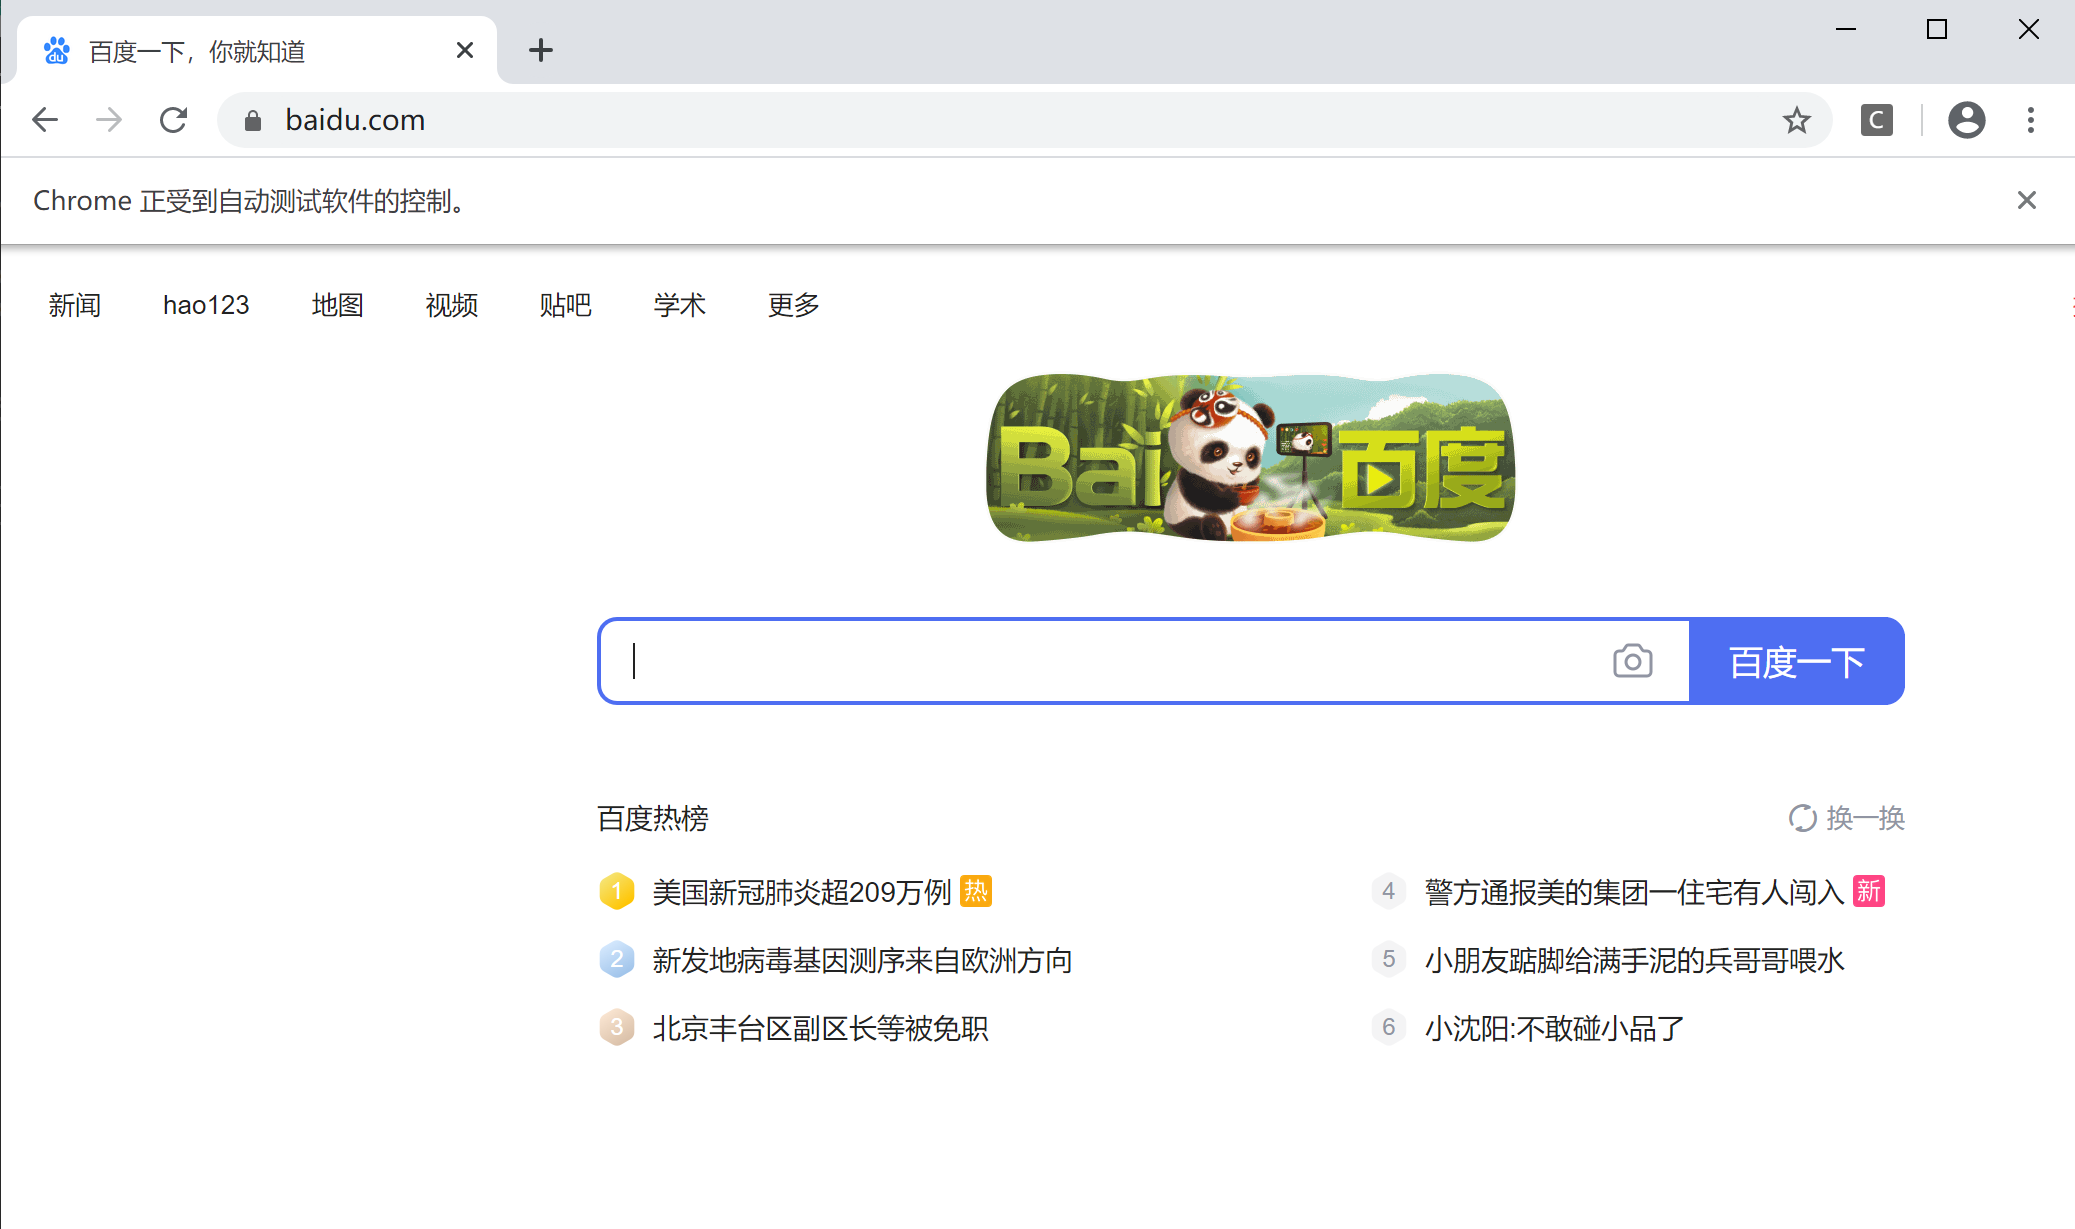 百度一下，你就知道
baidu.com
C
Chrome 正受到自动测试软件的控制。
新闻 hao123 地图 视频 贴吧 学术 更多
Bai 百度
百度一下
百度热榜 换一换
1 美国新冠肺炎超209万例 热
2 新发地病毒基因测序来自欧洲方向
3 北京丰台区副区长等被免职
4 警方通报美的集团一住宅有人闯入 新
5 小朋友踮脚给满手泥的兵哥哥喂水
6 小沈阳:不敢碰小品了